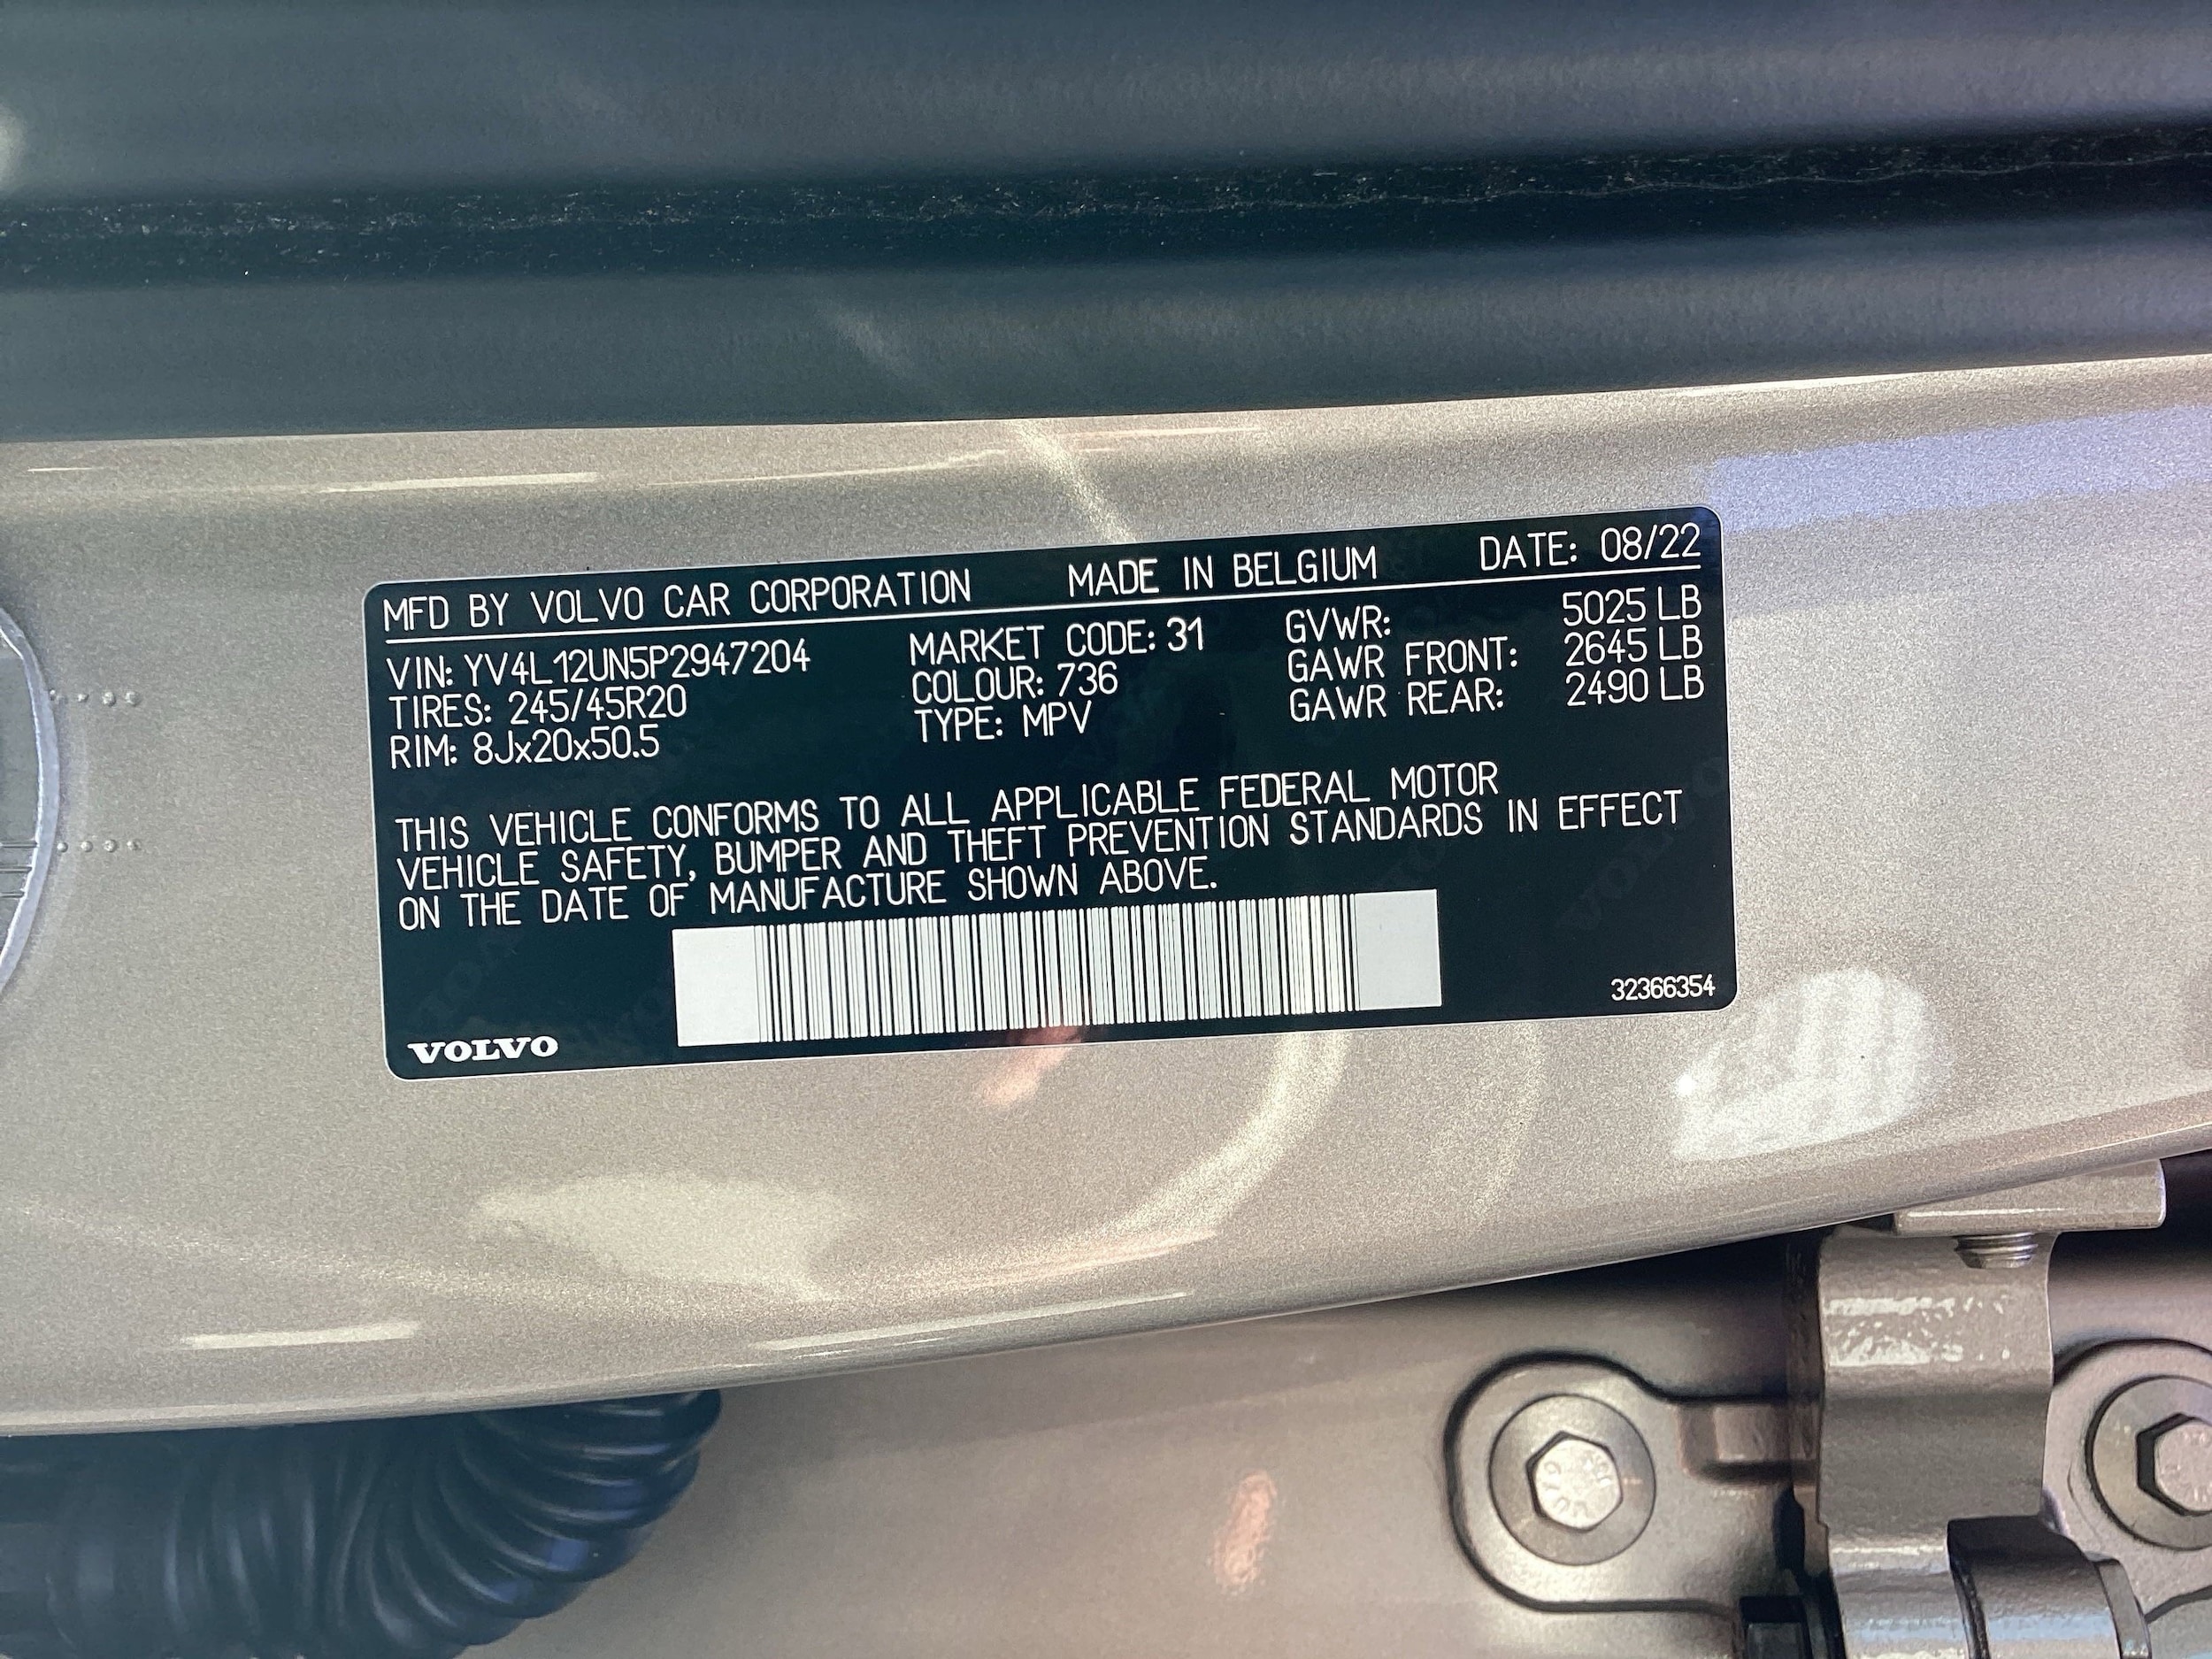 MFD BY VOLVO CAR CORPORATION MADE IN BELGIUM DATE: 08/22
VIN: YV4L12UN5P2947204 MARKET CODE: 31 GVWR: 5025 LB
TIRES: 245/45R20 COLOUR: 736 GAWR FRONT: 2645 LB
RIM: 8Jx20x50.5 TYPE: MPV GAWR REAR: 2490 LB
THIS VEHICLE CONFORMS TO ALL APPLICABLE FEDERAL MOTOR
VEHICLE SAFETY, BUMPER AND THEFT PREVENTION STANDARDS IN EFFECT
ON THE DATE OF MANUFACTURE SHOWN ABOVE.
32366354
VOLVO